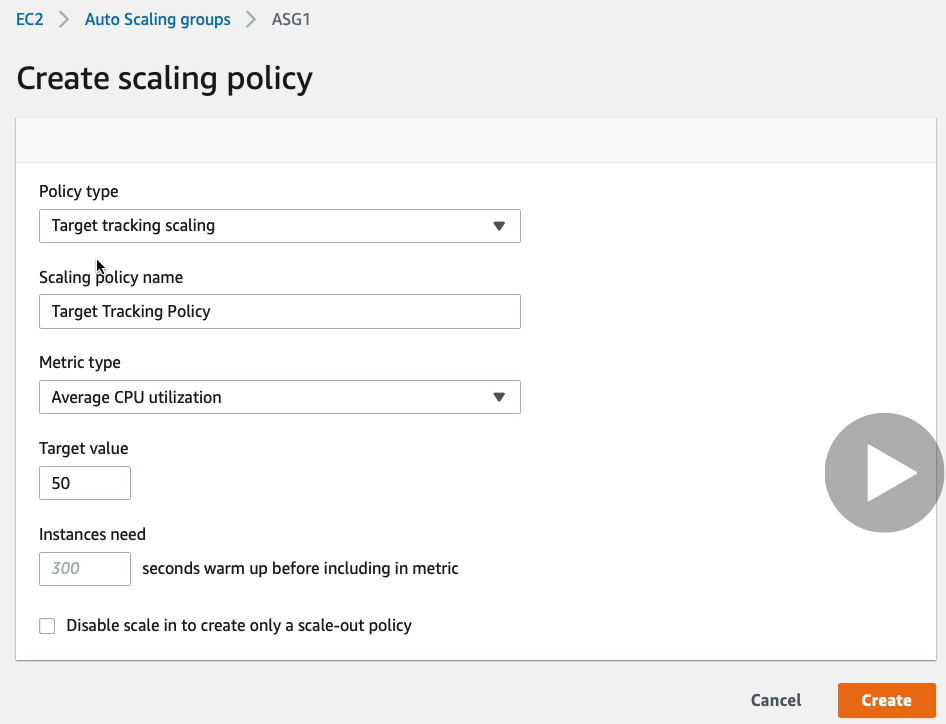 EC2 > Auto Scaling groups > ASG1
Create scaling policy
Policy type
Target tracking scaling
Scaling policy name
Target Tracking Policy
Metric type
Average CPU utilization
Target value
50
Instances need
300 seconds warm up before including in metric
Disable scale in to create only a scale-out policy
Cancel Create